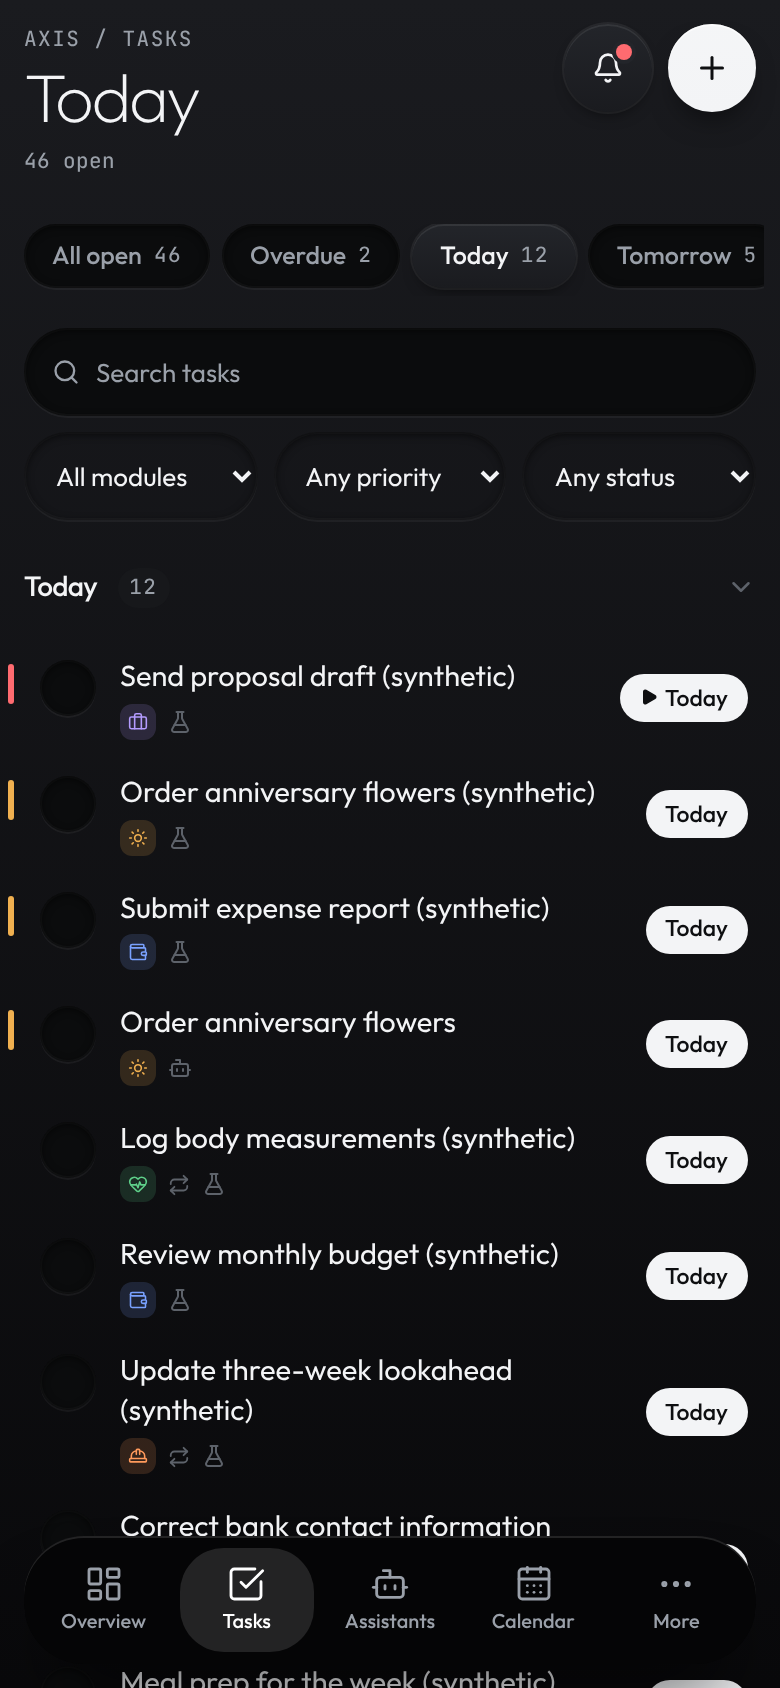 AXIS / TASKS
Today
46 open
All open 46
Overdue 2
Today 12
Tomorrow 5
Search tasks
All modules
Any priority
Any status
Today 12
Send proposal draft (synthetic)
Today
Order anniversary flowers (synthetic)
Today
Submit expense report (synthetic)
Today
Order anniversary flowers
Today
Log body measurements (synthetic)
Today
Review monthly budget (synthetic)
Today
Update three-week lookahead
(synthetic)
Today
Correct bank contact information
Overview
Tasks
Assistants
Calendar
More
Meal prep for the week (synthetic)